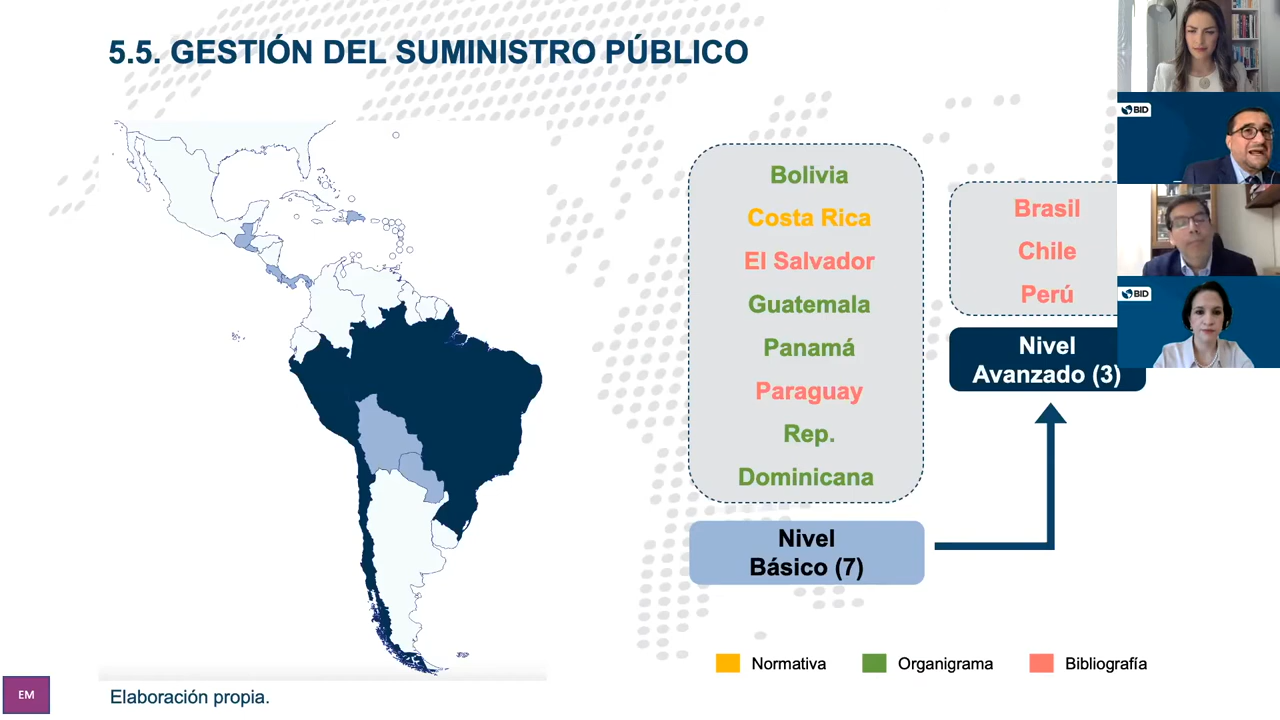 5.5. GESTIÓN DEL SUMINISTRO PÚBLICO
BID
Bolivia
Costa Rica
El Salvador
Guatemala
Panamá
Paraguay
Rep.
Dominicana
Nivel
Básico (7)
Brasil
Chile
Perú
Nivel
Avanzado (3)
BID
Normativa
Organigrama
Bibliografía
EM
Elaboración propia.